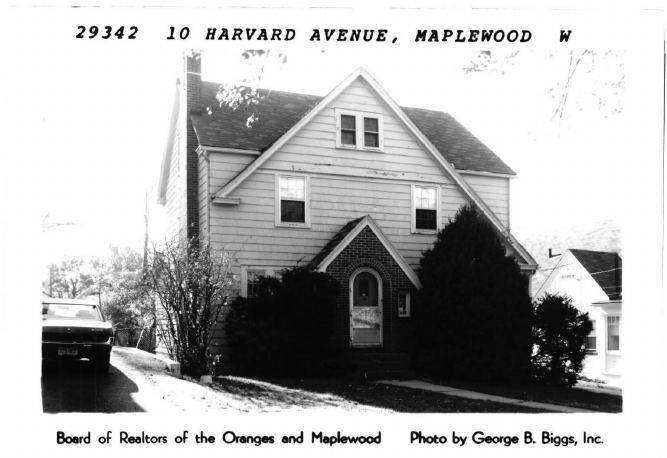 29342 10 HARVARD AVENUE, MAPLEWOOD W
Board of Realtors of the Oranges and Maplewood Photo by George B. Biggs, Inc.